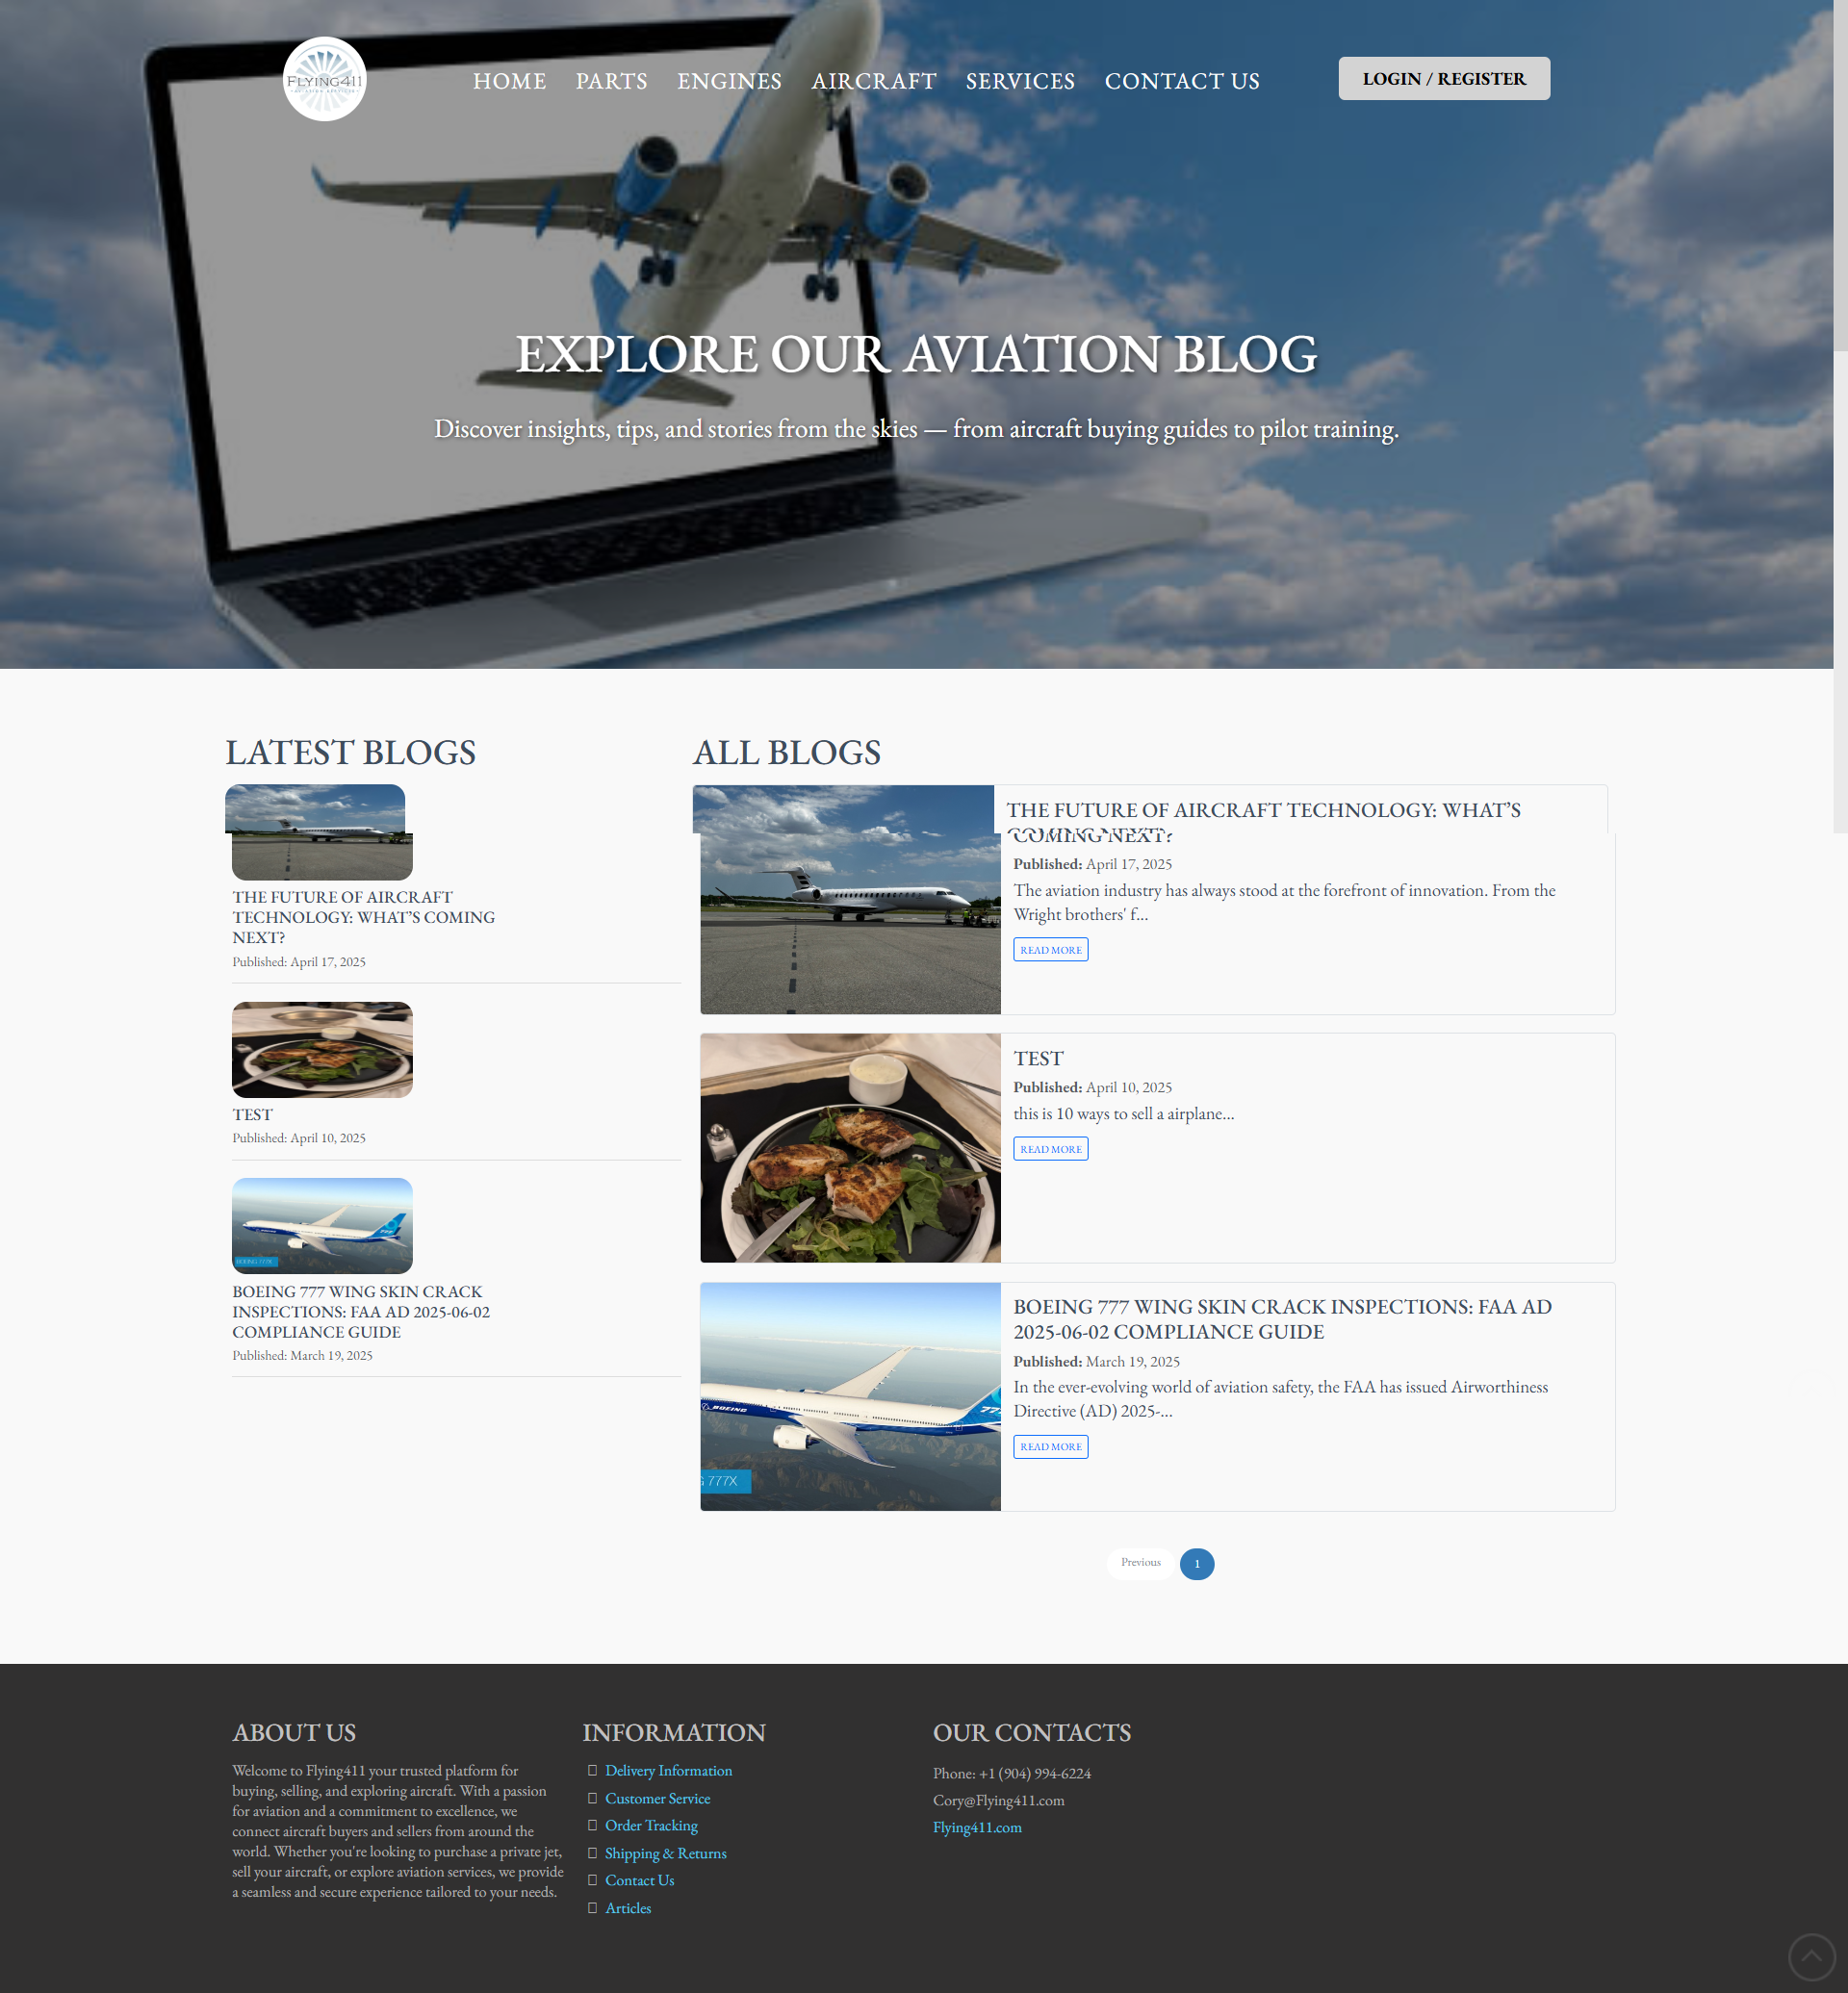 FLYING411
HOME PARTS ENGINES AIRCRAFT SERVICES CONTACT US
LOGIN / REGISTER
EXPLORE OUR AVIATION BLOG
Discover insights, tips, and stories from the skies — from aircraft buying guides to pilot training.
LATEST BLOGS
THE FUTURE OF AIRCRAFT
TECHNOLOGY: WHAT'S COMING
NEXT?
Published: April 17, 2025
TEST
Published: April 10, 2025
BOEING 777X
BOEING 777 WING SKIN CRACK
INSPECTIONS: FAA AD 2025-06-02
COMPLIANCE GUIDE
Published: March 19, 2025
ALL BLOGS
THE FUTURE OF AIRCRAFT TECHNOLOGY: WHAT'S
COMING NEXT?
Published: April 17, 2025
The aviation industry has always stood at the forefront of innovation. From the
Wright brothers' f...
READ MORE
TEST
Published: April 10, 2025
this is 10 ways to sell a airplane...
READ MORE
BOEING
777
G 777X
BOEING 777 WING SKIN CRACK INSPECTIONS: FAA AD
2025-06-02 COMPLIANCE GUIDE
Published: March 19, 2025
In the ever-evolving world of aviation safety, the FAA has issued Airworthiness
Directive (AD) 2025-...
READ MORE
Previous 1
ABOUT US
Welcome to Flying411 your trusted platform for
buying, selling, and exploring aircraft. With a passion
for aviation and a commitment to excellence, we
connect aircraft buyers and sellers from around the
world. Whether you're looking to purchase a private jet,
sell your aircraft, or explore aviation services, we provide
a seamless and secure experience tailored to your needs.
INFORMATION
Delivery Information
Customer Service
Order Tracking
Shipping & Returns
Contact Us
Articles
OUR CONTACTS
Phone: +1 (904) 994-6224
Cory@Flying411.com
Flying411.com